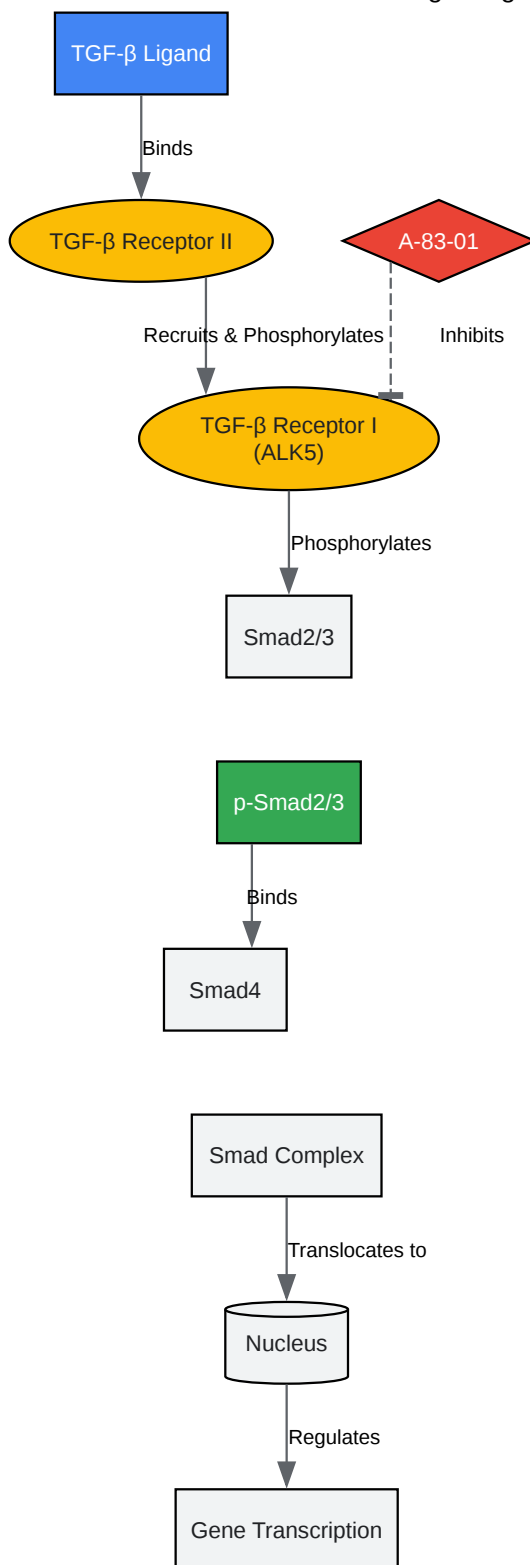 TGF-β Ligand
Binds
TGF-β Receptor II
A-83-01
Recruits & Phosphorylates
Inhibits
TGF-β Receptor I
(ALK5)
Phosphorylates
Smad2/3
p-Smad2/3
Binds
Smad4
Smad Complex
Translocates to
Nucleus
Regulates
Gene Transcription